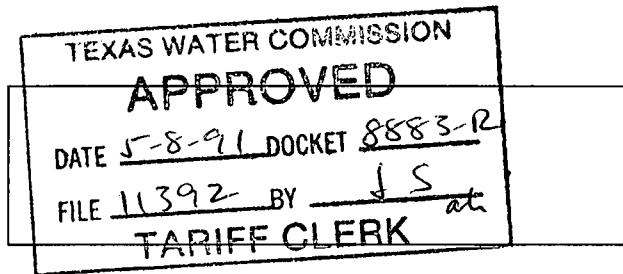 TEXAS WATER COMMISSION
APPROVED
DATE 5-8-91 DOCKET 8883-R
FILE 11392 BY J S
TARIFF CLERK